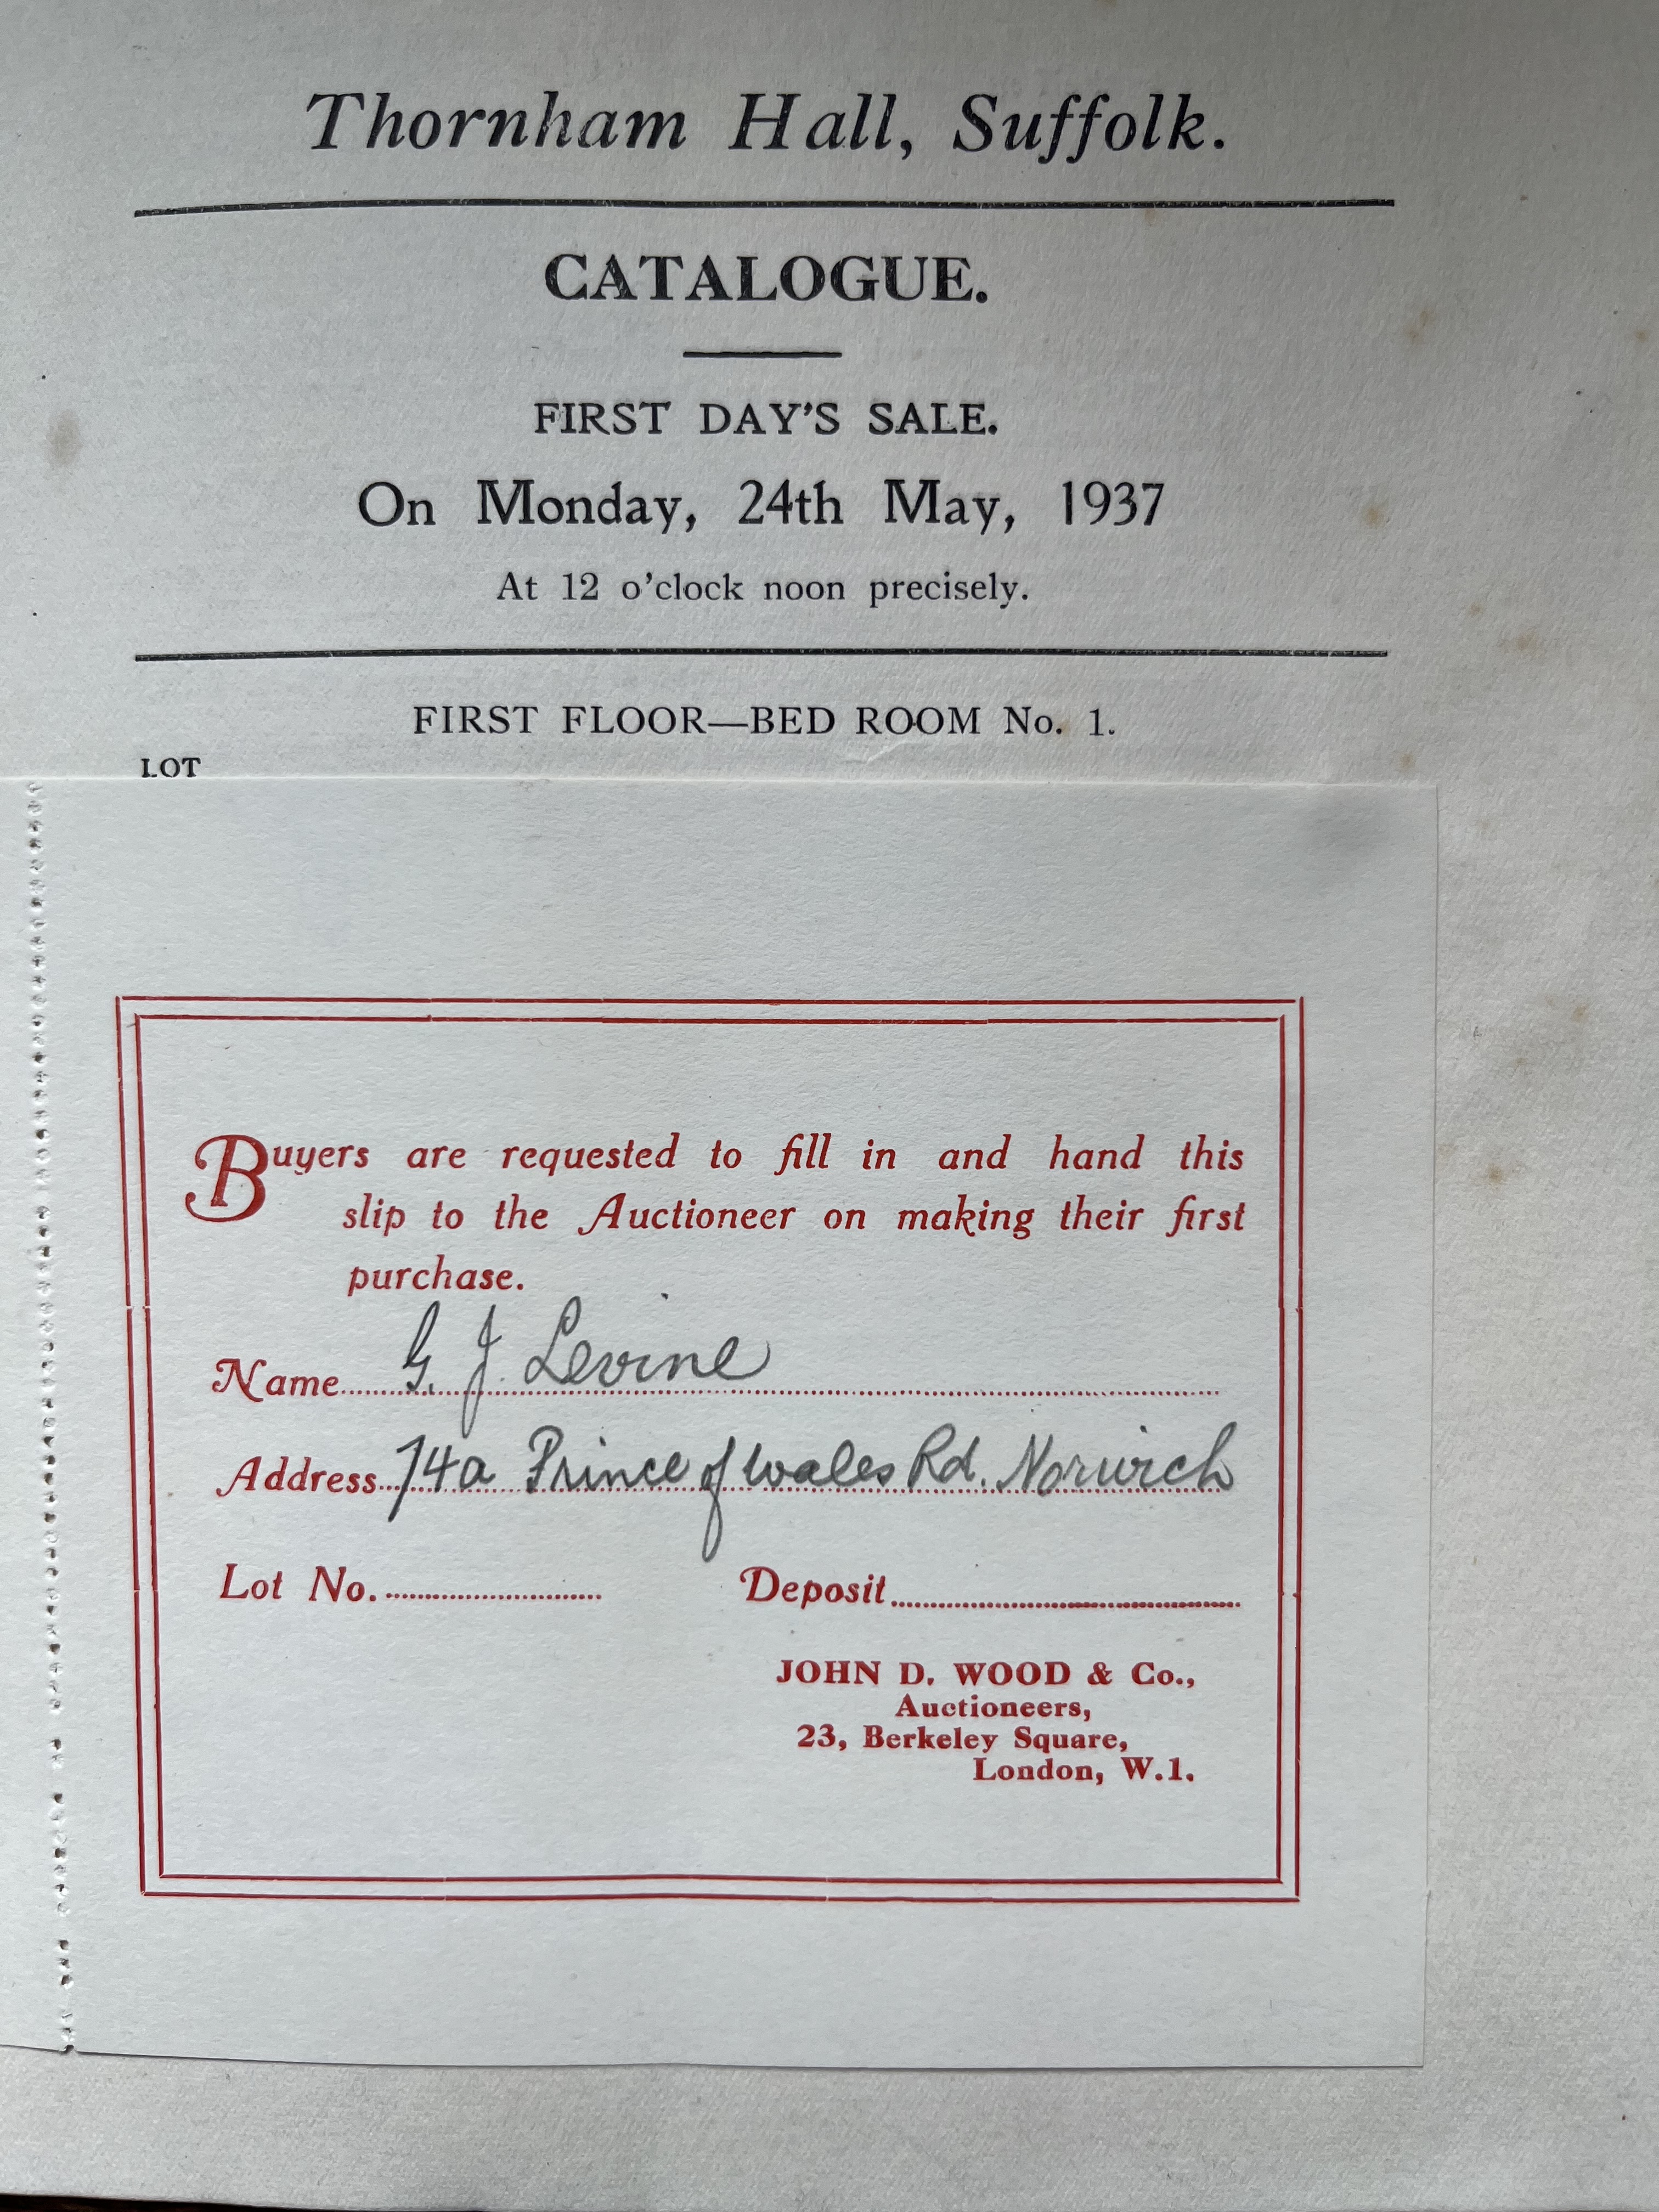 Thornham Hall, Suffolk.
CATALOGUE.
FIRST DAY'S SALE.
On Monday, 24th May, 1937
At 12 o'clock noon precisely.
FIRST FLOOR—BED ROOM No. 1.
LOT
Buyers are requested to fill in and hand this
slip to the Auctioneer on making their first
purchase.
Name G. J. Levine
Address 74a Prince of Wales Rd. Norwich
Lot No. Deposit
JOHN D. WOOD & Co.,
Auctioneers,
23, Berkeley Square,
London, W.1.